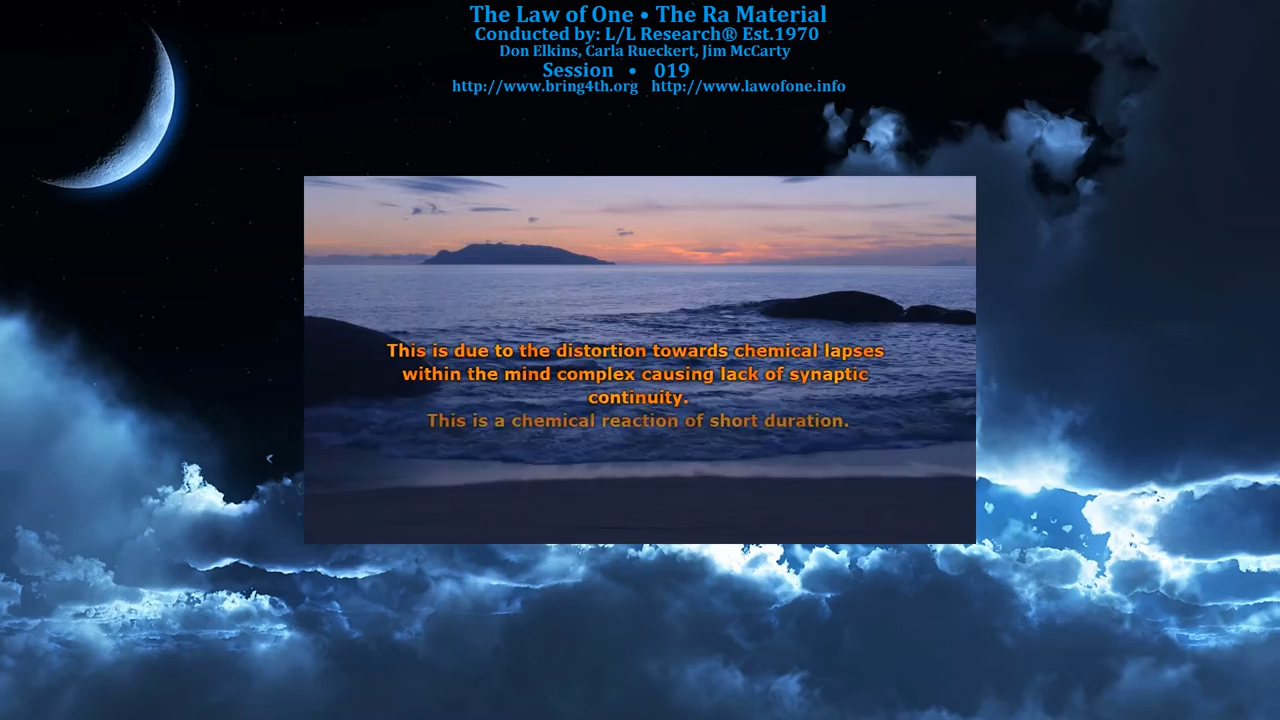 The Law of One • The Ra Material
Conducted by: L/L Research® Est.1970
Don Elkins, Carla Rueckert, Jim McCarty
Session • 019
http://www.bring4th.org http://www.lawofone.info
This is due to the distortion towards chemical lapses
within the mind complex causing lack of synaptic
continuity.
This is a chemical reaction of short duration.